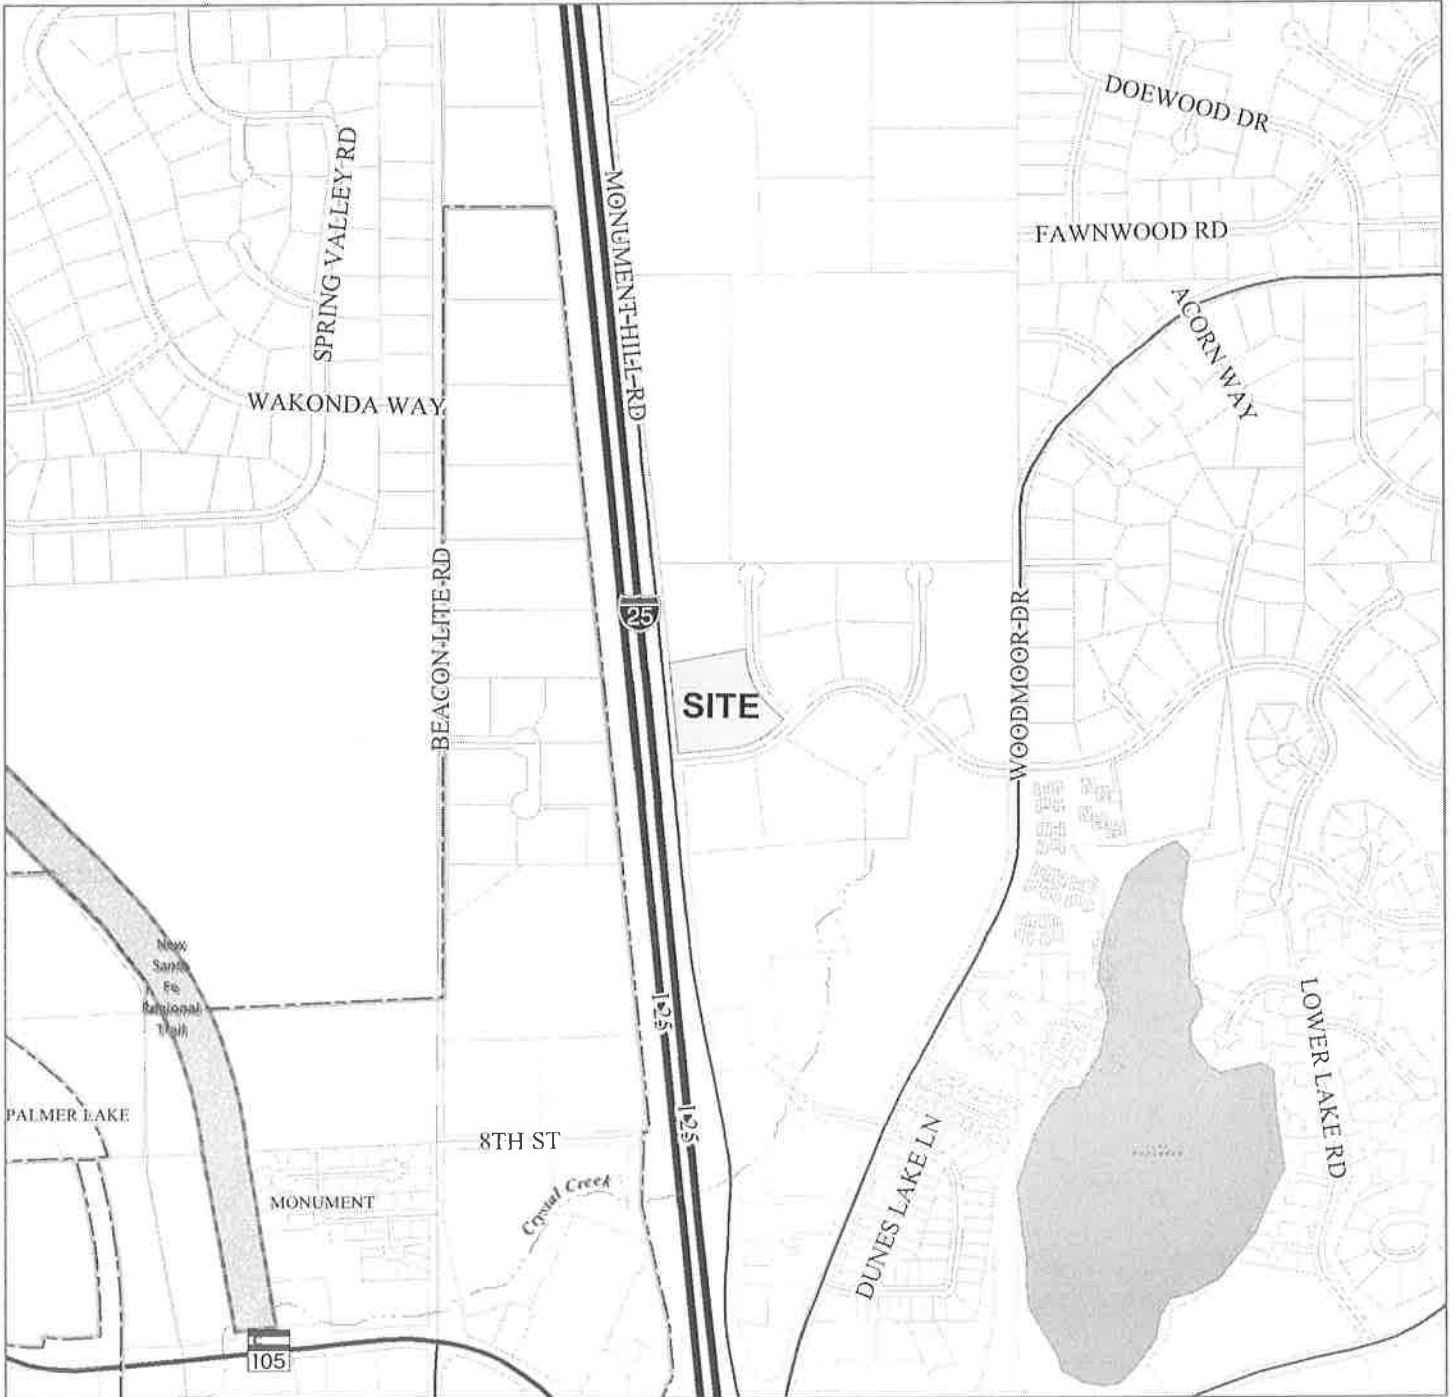 DOEWOOD DR
SPRING VALLEY RD
MONUMENT HILL RD
FAWNWOOD RD
ACORN WAY
WAKONDA WAY
BEACON LITE RD
25
WOODMOOR DR
SITE
New
Santa
Fe
Regional
Trail
I-25
LOWER LAKE RD
I-25
PALMER LAKE
8TH ST
DUNES LAKE LN
MONUMENT
Crystal Creek
105